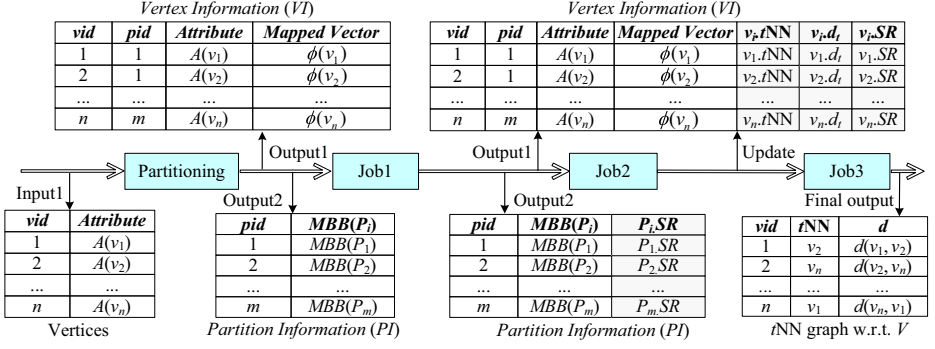 Vertex Information (VI)
vid pid Attribute Mapped Vector
1 1 A(v1) ϕ(v1)
2 1 A(v2) ϕ(v2)
... ... ... ...
n m A(vn) ϕ(vn)
Vertex Information (VI)
vid pid Attribute Mapped Vector vi.tNN vi.dt vi.SR
1 1 A(v1) ϕ(v1) v1.tNN v1.dt v1.SR
2 1 A(v2) ϕ(v2) v2.tNN v2.dt v2.SR
... ... ... ... ... ... ...
n m A(vn) ϕ(vn) vn.tNN vn.dt vn.SR
Output1
Output1
Update
Partitioning
Job1
Job2
Job3
Input1
Output2
Output2
Final output
vid Attribute
1 A(v1)
2 A(v2)
... ...
n A(vn)
Vertices
pid MBB(Pi)
1 MBB(P1)
2 MBB(P2)
... ...
m MBB(Pm)
Partition Information (PI)
pid MBB(Pi) Pi.SR
1 MBB(P1) P1.SR
2 MBB(P2) P2.SR
... ... ...
m MBB(Pm) Pm.SR
Partition Information (PI)
vid tNN d
1 v2 d(v1, v2)
2 vn d(v2, vn)
... ... ...
n v1 d(vn, v1)
tNN graph w.r.t. V